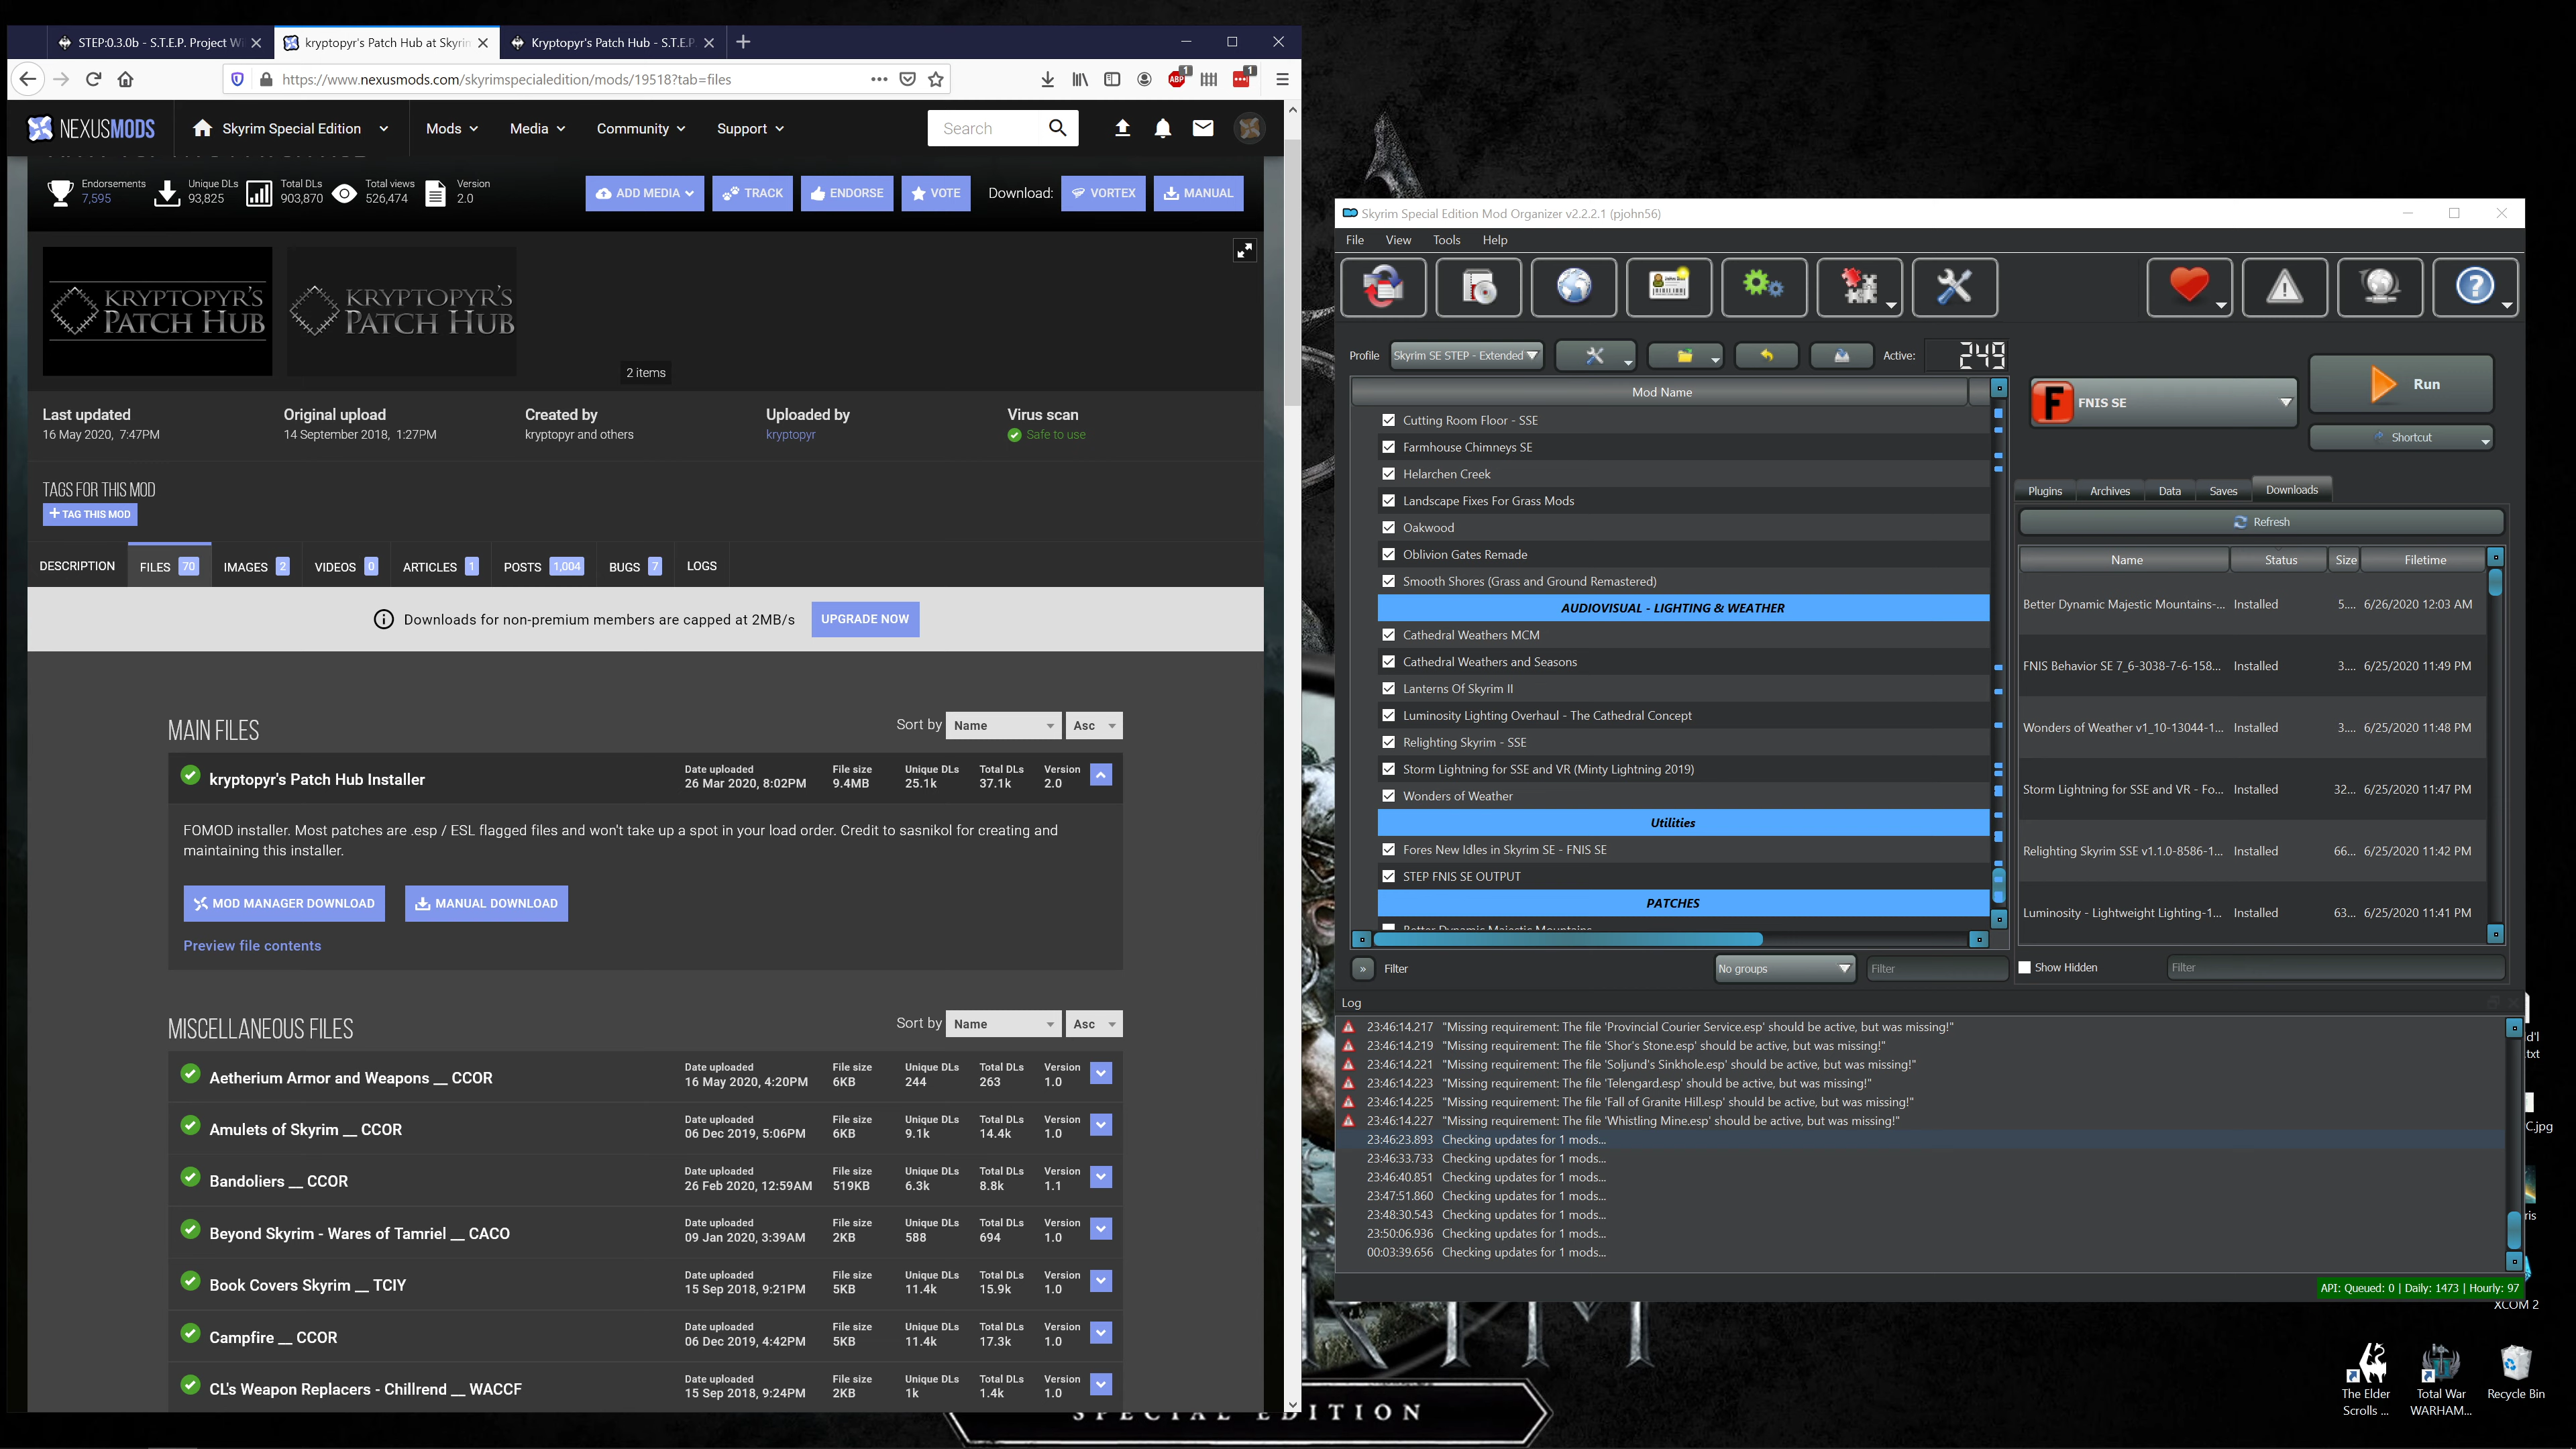 STEP:0.3.0b - S.T.E.P. Project Wi
kryptopyr's Patch Hub at Skyrim
Kryptopyr's Patch Hub - S.T.E.P.
https://www.nexusmods.com/skyrimspecialedition/mods/19518?tab=files
ABP 1
1
NEXUSMODS
Skyrim Special Edition
Mods
Media
Community
Support
Search
Endorsements
7,595
Unique DLs
93,825
Total DLs
903,870
Total views
526,474
Version
2.0
ADD MEDIA
TRACK
ENDORSE
VOTE
Download:
VORTEX
MANUAL
KRYPTOPYR'S
PATCH HUB
KRYPTOPYR'S
PATCH HUB
2 items
Last updated
16 May 2020, 7:47PM
Original upload
14 September 2018, 1:27PM
Created by
kryptopyr and others
Uploaded by
kryptopyr
Virus scan
Safe to use
TAGS FOR THIS MOD
+ TAG THIS MOD
DESCRIPTION
FILES 70
IMAGES 2
VIDEOS 0
ARTICLES 1
POSTS 1,004
BUGS 7
LOGS
Downloads for non-premium members are capped at 2MB/s
UPGRADE NOW
MAIN FILES
Sort by Name Asc
kryptopyr's Patch Hub Installer
Date uploaded File size Unique DLs Total DLs Version
26 Mar 2020, 8:02PM 9.4MB 25.1k 37.1k 2.0
FOMOD installer. Most patches are .esp / ESL flagged files and won't take up a spot in your load order. Credit to sasnikol for creating and
maintaining this installer.
MOD MANAGER DOWNLOAD
MANUAL DOWNLOAD
Preview file contents
MISCELLANEOUS FILES
Sort by Name Asc
Aetherium Armor and Weapons __ CCOR
Date uploaded File size Unique DLs Total DLs Version
16 May 2020, 4:20PM 6KB 244 263 1.0
Amulets of Skyrim __ CCOR
Date uploaded File size Unique DLs Total DLs Version
06 Dec 2019, 5:06PM 6KB 9.1k 14.4k 1.0
Bandoliers __ CCOR
Date uploaded File size Unique DLs Total DLs Version
26 Feb 2020, 12:59AM 519KB 6.3k 8.8k 1.1
Beyond Skyrim - Wares of Tamriel __ CACO
Date uploaded File size Unique DLs Total DLs Version
09 Jan 2020, 3:39AM 2KB 588 694 1.0
Book Covers Skyrim __ TCIY
Date uploaded File size Unique DLs Total DLs Version
15 Sep 2018, 9:21PM 5KB 11.4k 15.9k 1.0
Campfire __ CCOR
Date uploaded File size Unique DLs Total DLs Version
06 Dec 2019, 4:42PM 5KB 11.4k 17.3k 1.0
CL's Weapon Replacers - Chillrend __ WACCF
Date uploaded File size Unique DLs Total DLs Version
15 Sep 2018, 9:24PM 2KB 1k 1.4k 1.0
Skyrim Special Edition Mod Organizer v2.2.2.1 (pjohn56)
File View Tools Help
Profile
Skyrim SE STEP - Extended
Active: 249
Mod Name
Cutting Room Floor - SSE
Farmhouse Chimneys SE
Helarchen Creek
Landscape Fixes For Grass Mods
Oakwood
Oblivion Gates Remade
Smooth Shores (Grass and Ground Remastered)
AUDIOVISUAL - LIGHTING & WEATHER
Cathedral Weathers MCM
Cathedral Weathers and Seasons
Lanterns Of Skyrim II
Luminosity Lighting Overhaul - The Cathedral Concept
Relighting Skyrim - SSE
Storm Lightning for SSE and VR (Minty Lightning 2019)
Wonders of Weather
Utilities
Fores New Idles in Skyrim SE - FNIS SE
STEP FNIS SE OUTPUT
PATCHES
Better Dynamic Majestic Mountains
» Filter
No groups
Filter
F FNIS SE
Run
Shortcut
Plugins Archives Data Saves Downloads
Refresh
Name Status Size Filetime
Better Dynamic Majestic Mountains-... Installed 5.... 6/26/2020 12:03 AM
FNIS Behavior SE 7_6-3038-7-6-158... Installed 3.... 6/25/2020 11:49 PM
Wonders of Weather v1_10-13044-1... Installed 3.... 6/25/2020 11:48 PM
Storm Lightning for SSE and VR - Fo... Installed 32... 6/25/2020 11:47 PM
Relighting Skyrim SSE v1.1.0-8586-1... Installed 66... 6/25/2020 11:42 PM
Luminosity - Lightweight Lighting-1... Installed 63... 6/25/2020 11:41 PM
Show Hidden
Filter
Log
23:46:14.217 "Missing requirement: The file 'Provincial Courier Service.esp' should be active, but was missing!"
23:46:14.219 "Missing requirement: The file 'Shor's Stone.esp' should be active, but was missing!"
23:46:14.221 "Missing requirement: The file 'Soljund's Sinkhole.esp' should be active, but was missing!"
23:46:14.223 "Missing requirement: The file 'Telengard.esp' should be active, but was missing!"
23:46:14.225 "Missing requirement: The file 'Fall of Granite Hill.esp' should be active, but was missing!"
23:46:14.227 "Missing requirement: The file 'Whistling Mine.esp' should be active, but was missing!"
23:46:23.893 Checking updates for 1 mods...
23:46:33.733 Checking updates for 1 mods...
23:46:40.851 Checking updates for 1 mods...
23:47:51.860 Checking updates for 1 mods...
23:48:30.543 Checking updates for 1 mods...
23:50:06.936 Checking updates for 1 mods...
00:03:39.656 Checking updates for 1 mods...
API: Queued: 0 | Daily: 1473 | Hourly: 97
d'l
.txt
C.jpg
ris
XCOM 2
SPECIAL EDITION
The Elder
Scrolls ...
Total War
WARHAM...
Recycle Bin